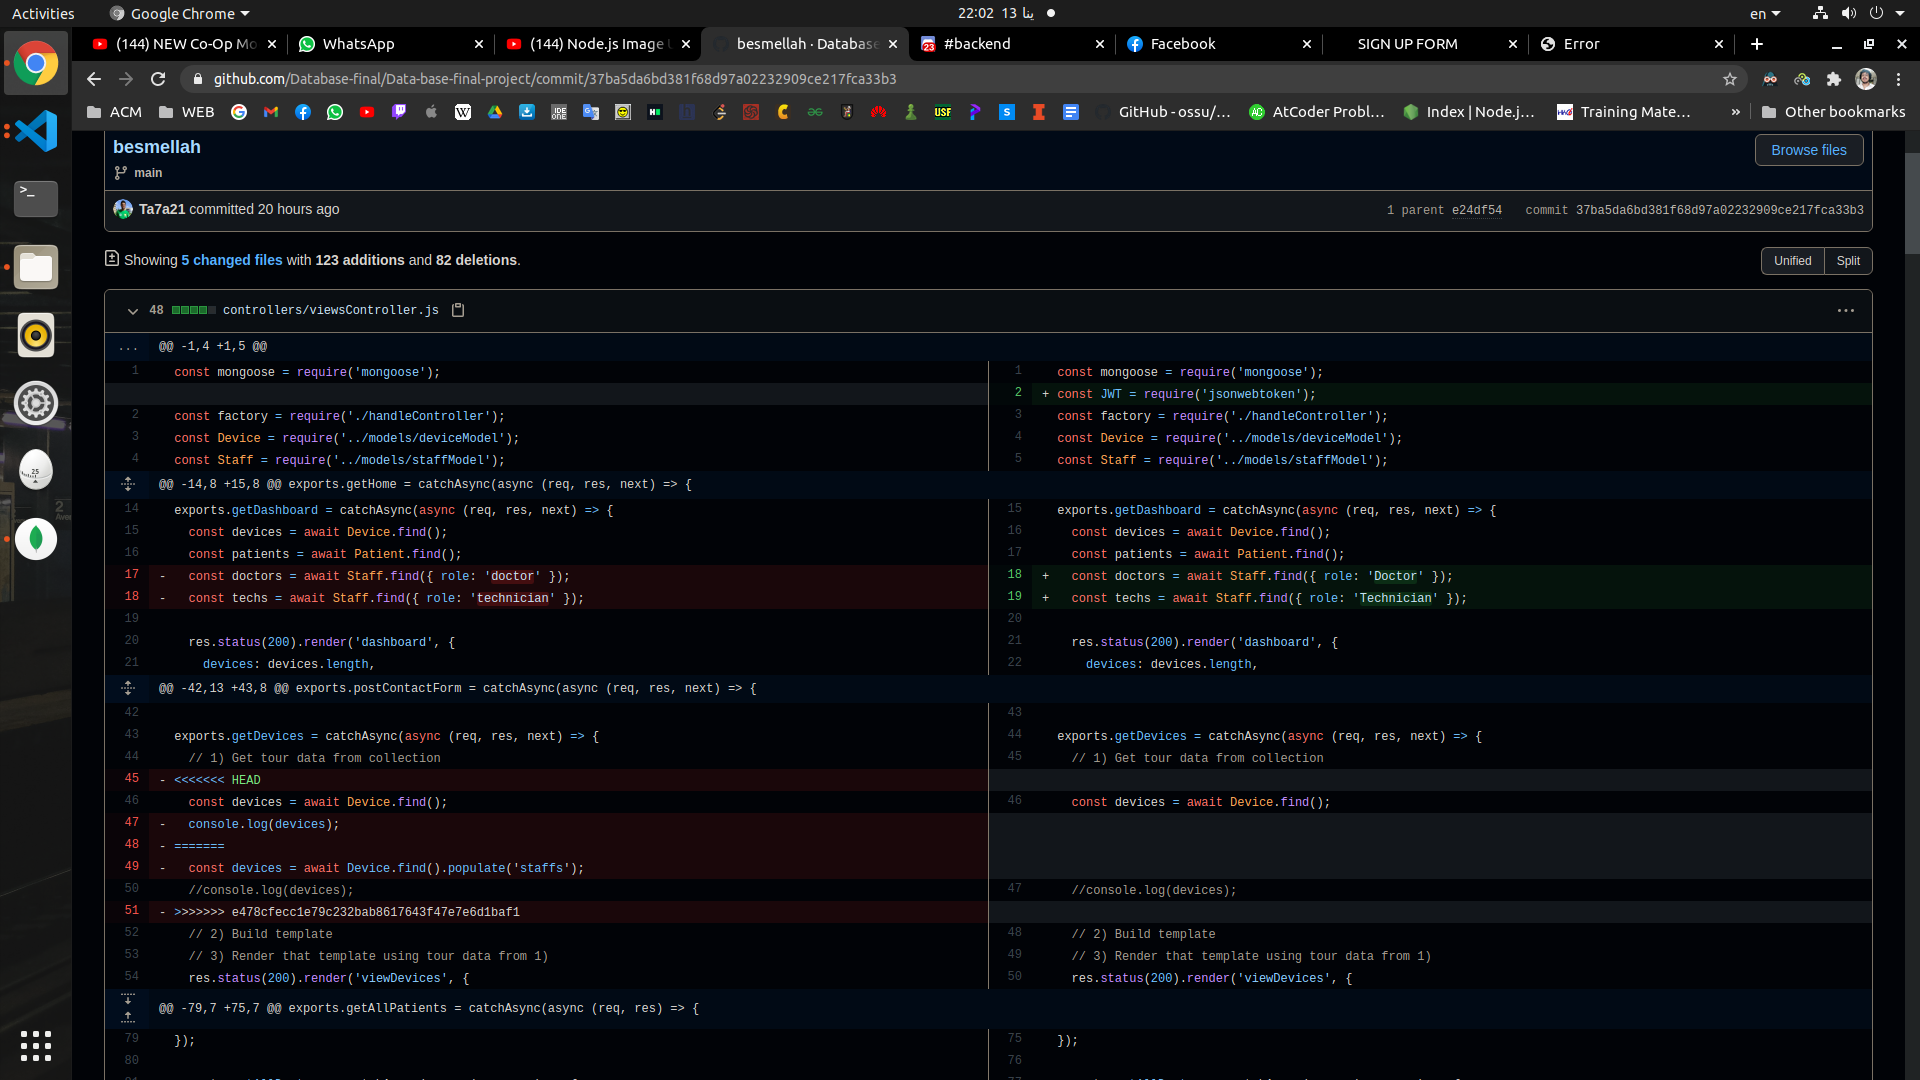 Activities
Google Chrome
22:02 13 ينا
en
(144) NEW Co-Op Mo
WhatsApp
(144) Node.js Image
besmellah · Database
#backend
Facebook
SIGN UP FORM
Error
github.com/Database-final/Data-base-final-project/commit/37ba5da6bd381f68d97a02232909ce217fca33b3
ACM
WEB
GitHub - ossu/...
AtCoder Probl...
Index | Node.j...
Training Mate...
»
Other bookmarks
besmellah
Browse files
main
Ta7a21 committed 20 hours ago
1 parent e24df54 commit 37ba5da6bd381f68d97a02232909ce217fca33b3
Showing 5 changed files with 123 additions and 82 deletions.
Unified
Split
48 controllers/viewsController.js
... @@ -1,4 +1,5 @@
1 const mongoose = require('mongoose'); 1 const mongoose = require('mongoose');
2 + const JWT = require('jsonwebtoken');
2 const factory = require('./handleController'); 3 const factory = require('./handleController');
3 const Device = require('../models/deviceModel'); 4 const Device = require('../models/deviceModel');
4 const Staff = require('../models/staffModel'); 5 const Staff = require('../models/staffModel');
@@ -14,8 +15,8 @@ exports.getHome = catchAsync(async (req, res, next) => {
14 exports.getDashboard = catchAsync(async (req, res, next) => { 15 exports.getDashboard = catchAsync(async (req, res, next) => {
15 const devices = await Device.find(); 16 const devices = await Device.find();
16 const patients = await Patient.find(); 17 const patients = await Patient.find();
17 - const doctors = await Staff.find({ role: 'doctor' }); 18 + const doctors = await Staff.find({ role: 'Doctor' });
18 - const techs = await Staff.find({ role: 'technician' }); 19 + const techs = await Staff.find({ role: 'Technician' });
19 20
20 res.status(200).render('dashboard', { 21 res.status(200).render('dashboard', {
21 devices: devices.length, 22 devices: devices.length,
@@ -42,13 +43,8 @@ exports.postContactForm = catchAsync(async (req, res, next) => {
42 43
43 exports.getDevices = catchAsync(async (req, res, next) => { 44 exports.getDevices = catchAsync(async (req, res, next) => {
44 // 1) Get tour data from collection 45 // 1) Get tour data from collection
45 - <<<<<<< HEAD
46 const devices = await Device.find(); 46 const devices = await Device.find();
47 - console.log(devices);
48 - =======
49 - const devices = await Device.find().populate('staffs');
50 //console.log(devices); 47 //console.log(devices);
51 - >>>>>>> e478cfecc1e79c232bab8617643f47e7e6d1baf1
52 // 2) Build template 48 // 2) Build template
53 // 3) Render that template using tour data from 1) 49 // 3) Render that template using tour data from 1)
54 res.status(200).render('viewDevices', { 50 res.status(200).render('viewDevices', {
@@ -79,7 +75,7 @@ exports.getAllPatients = catchAsync(async (req, res) => {
79 }); 75 });
80 76